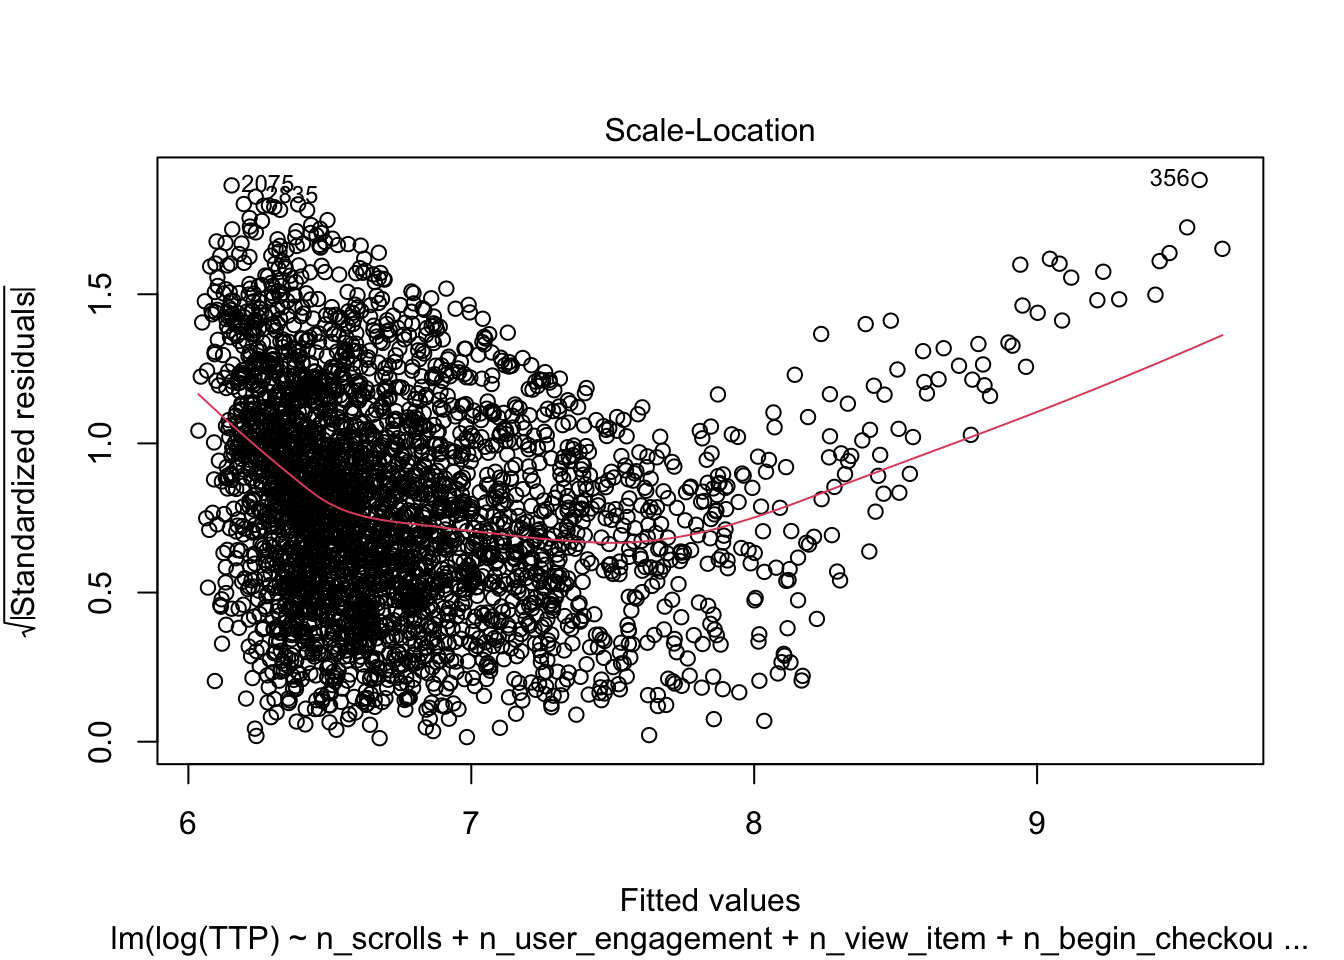 Scale-Location
2075
2835
356
√|Standardized residuals|
0.0 0.5 1.0 1.5
6 7 8 9
Fitted values
lm(log(TTP) ~ n_scrolls + n_user_engagement + n_view_item + n_begin_checkou ...